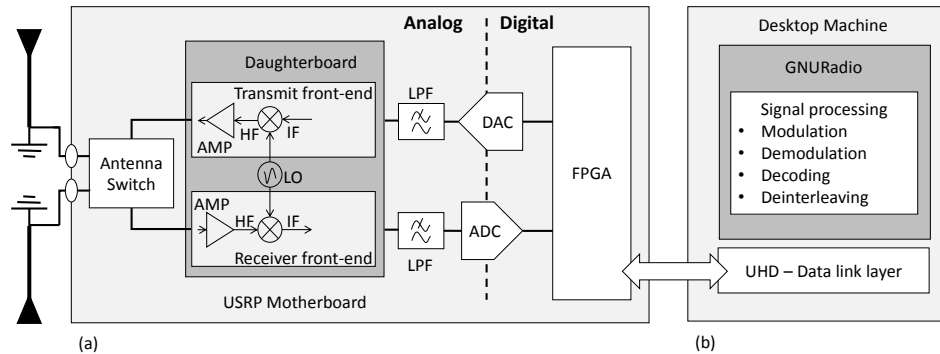 Analog
Digital
Daughterboard
Transmit front-end
HF
IF
AMP
LPF
DAC
Antenna
Switch
LO
FPGA
AMP
HF
IF
Receiver front-end
ADC
LPF
USRP Motherboard
(a)
Desktop Machine
GNURadio
Signal processing
• Modulation
• Demodulation
• Decoding
• Deinterleaving
UHD – Data link layer
(b)